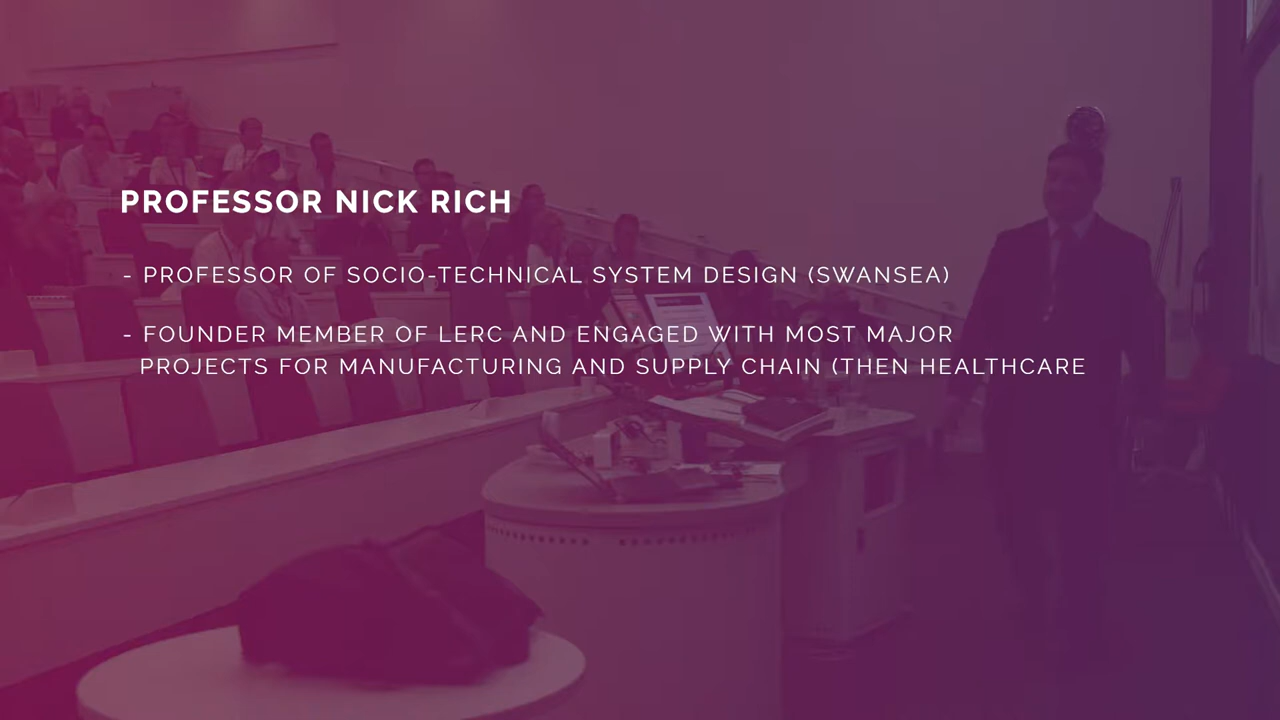 PROFESSOR NICK RICH
- PROFESSOR OF SOCIO-TECHNICAL SYSTEM DESIGN (SWANSEA)
- FOUNDER MEMBER OF LERC AND ENGAGED WITH MOST MAJOR
PROJECTS FOR MANUFACTURING AND SUPPLY CHAIN (THEN HEALTHCARE